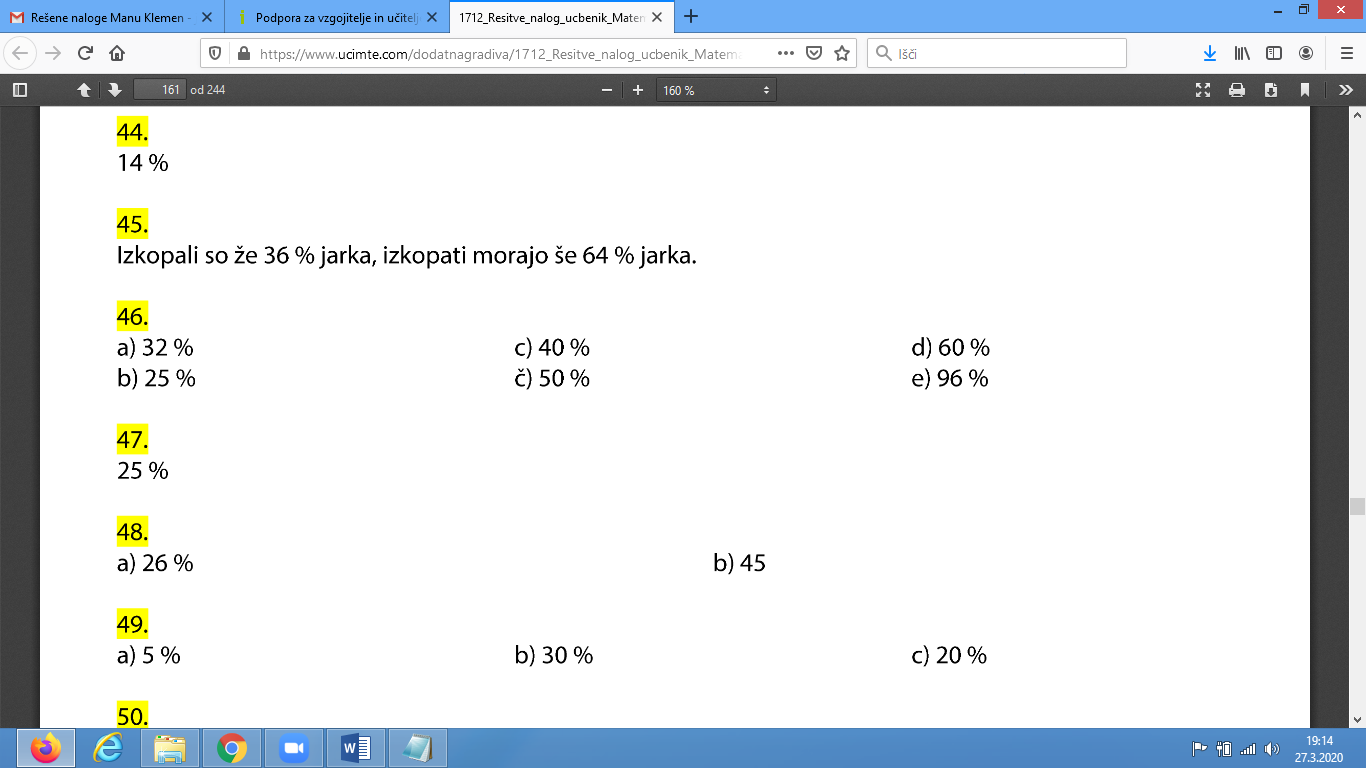 Rešene naloge Manu Klemen -
Podpora za vzgojitelje in učitelj
1712_Resitve_nalog_ucbenik_Matem
https://www.ucimte.com/dodatnagradiva/1712_Resitve_nalog_ucbenik_Matema
Išči
161 od 244
160 %
44.
14 %
45.
Izkopali so že 36 % jarka, izkopati morajo še 64 % jarka.
46.
a) 32 % c) 40 % d) 60 %
b) 25 % č) 50 % e) 96 %
47.
25 %
48.
a) 26 % b) 45
49.
a) 5 % b) 30 % c) 20 %
50.
19:14
27.3.2020